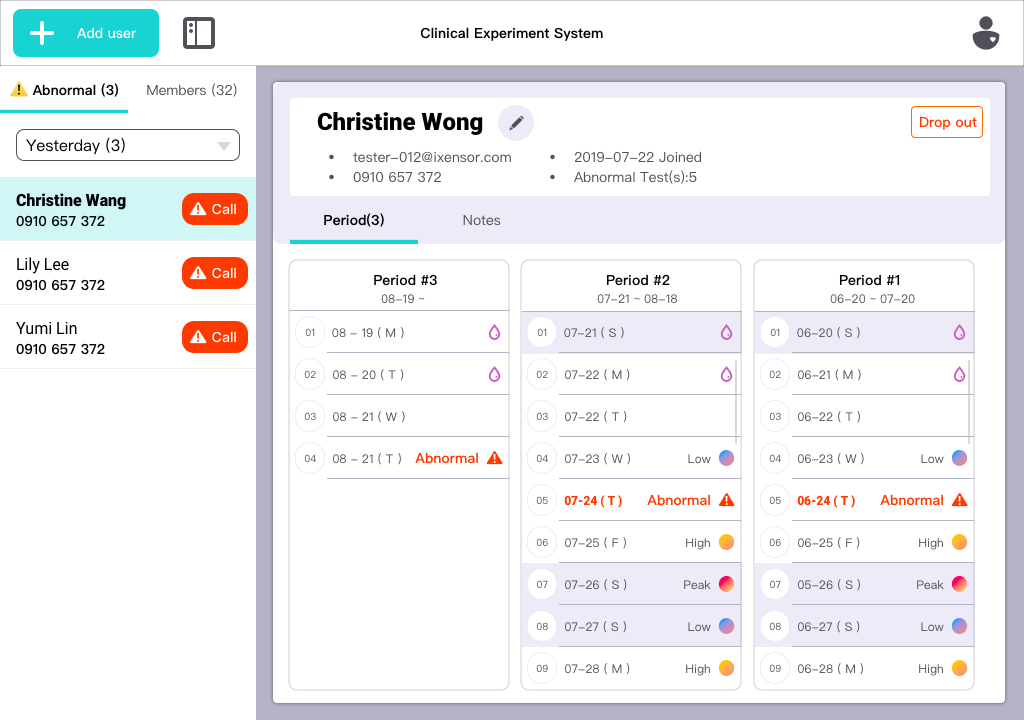 Add user
Clinical Experiment System
Abnormal (3)
Members (32)
Yesterday (3)
Christine Wang
0910 657 372
Call
Lily Lee
0910 657 372
Call
Yumi Lin
0910 657 372
Call
Christine Wong
Drop out
• tester-012@ixensor.com
• 2019-07-22 Joined
• 0910 657 372
• Abnormal Test(s):5
Period(3)
Notes
Period #3
08-19 ~
01 08 - 19 ( M )
02 08 - 20 ( T )
03 08 - 21 ( W )
04 08 - 21 ( T ) Abnormal
Period #2
07-21 ~ 08-18
01 07-21 ( S )
02 07-22 ( M )
03 07-22 ( T )
04 07-23 ( W ) Low
05 07-24 ( T ) Abnormal
06 07-25 ( F ) High
07 07-26 ( S ) Peak
08 07-27 ( S ) Low
09 07-28 ( M ) High
Period #1
06-20 ~ 07-20
01 06-20 ( S )
02 06-21 ( M )
03 06-22 ( T )
04 06-23 ( W ) Low
05 06-24 ( T ) Abnormal
06 06-25 ( F ) High
07 05-26 ( S ) Peak
08 06-27 ( S ) Low
09 06-28 ( M ) High